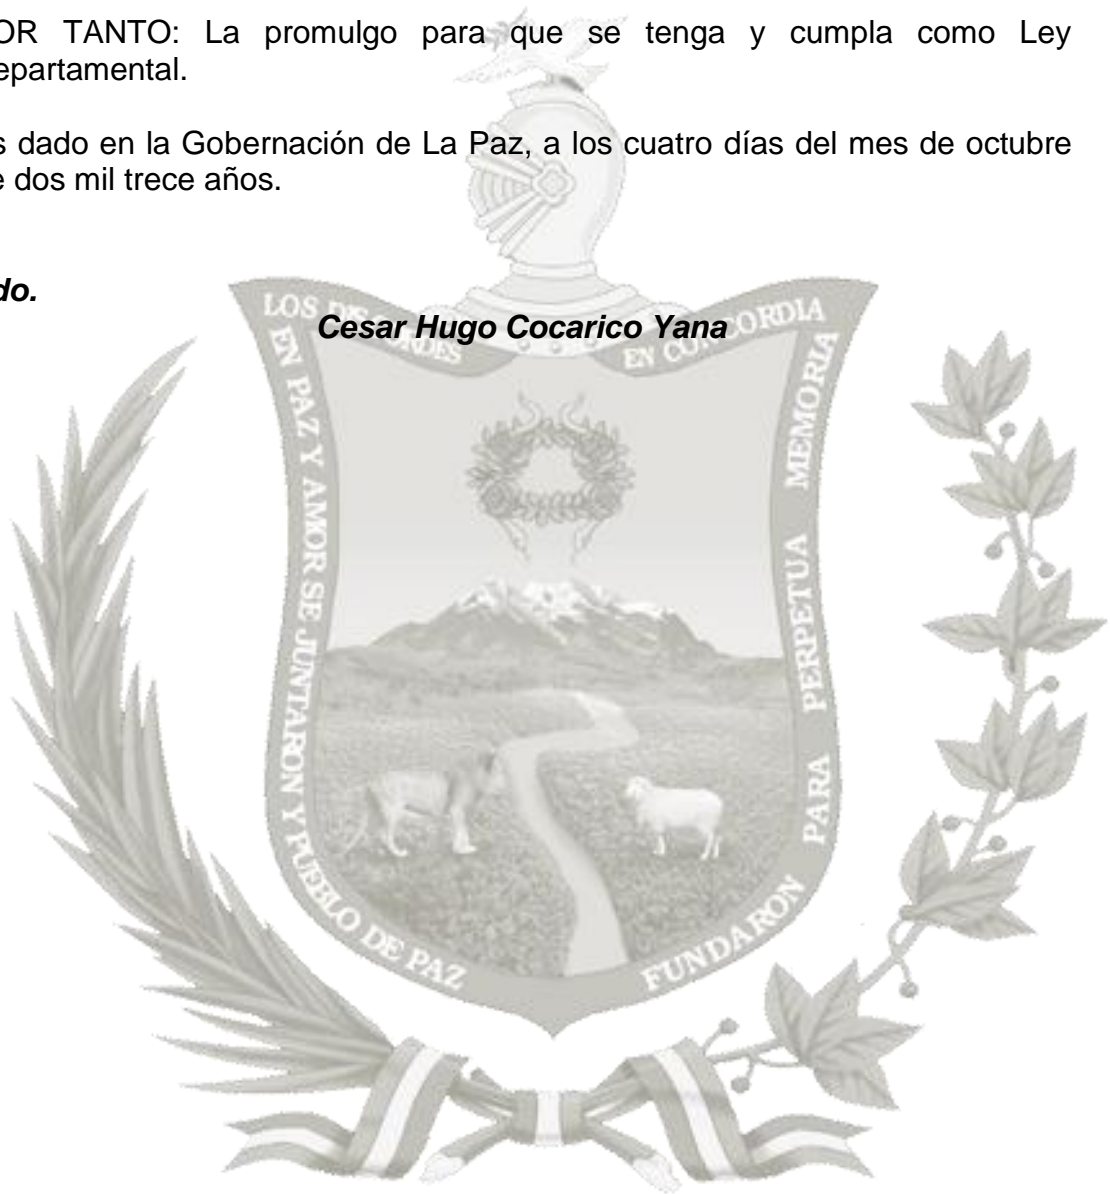 OR TANTO: La promulgo para que se tenga y cumpla como Ley
epartamental.
s dado en la Gobernación de La Paz, a los cuatro días del mes de octubre
e dos mil trece años.
do.
Cesar Hugo Cocarico Yana
LOS
EN CONCORDIA
EN PAZ Y AMOR SE JUNTARON Y PUEBLO DE PAZ
FUNDARON PARA PERPETUA MEMORIA